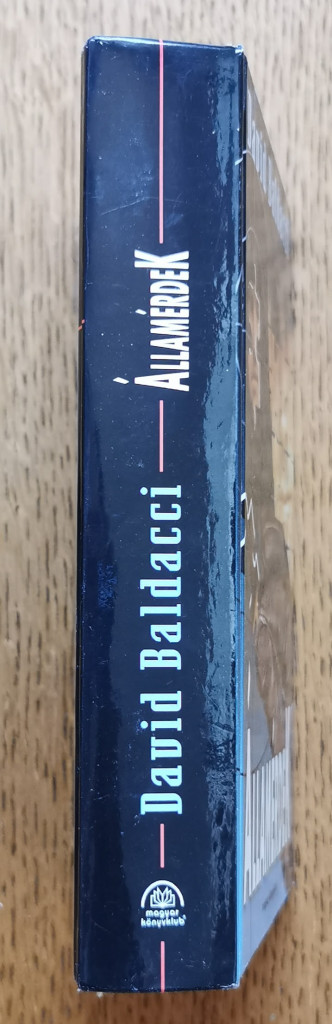 David Baldacci
ÁLLAMÉRDEK
magyar
könyvklub